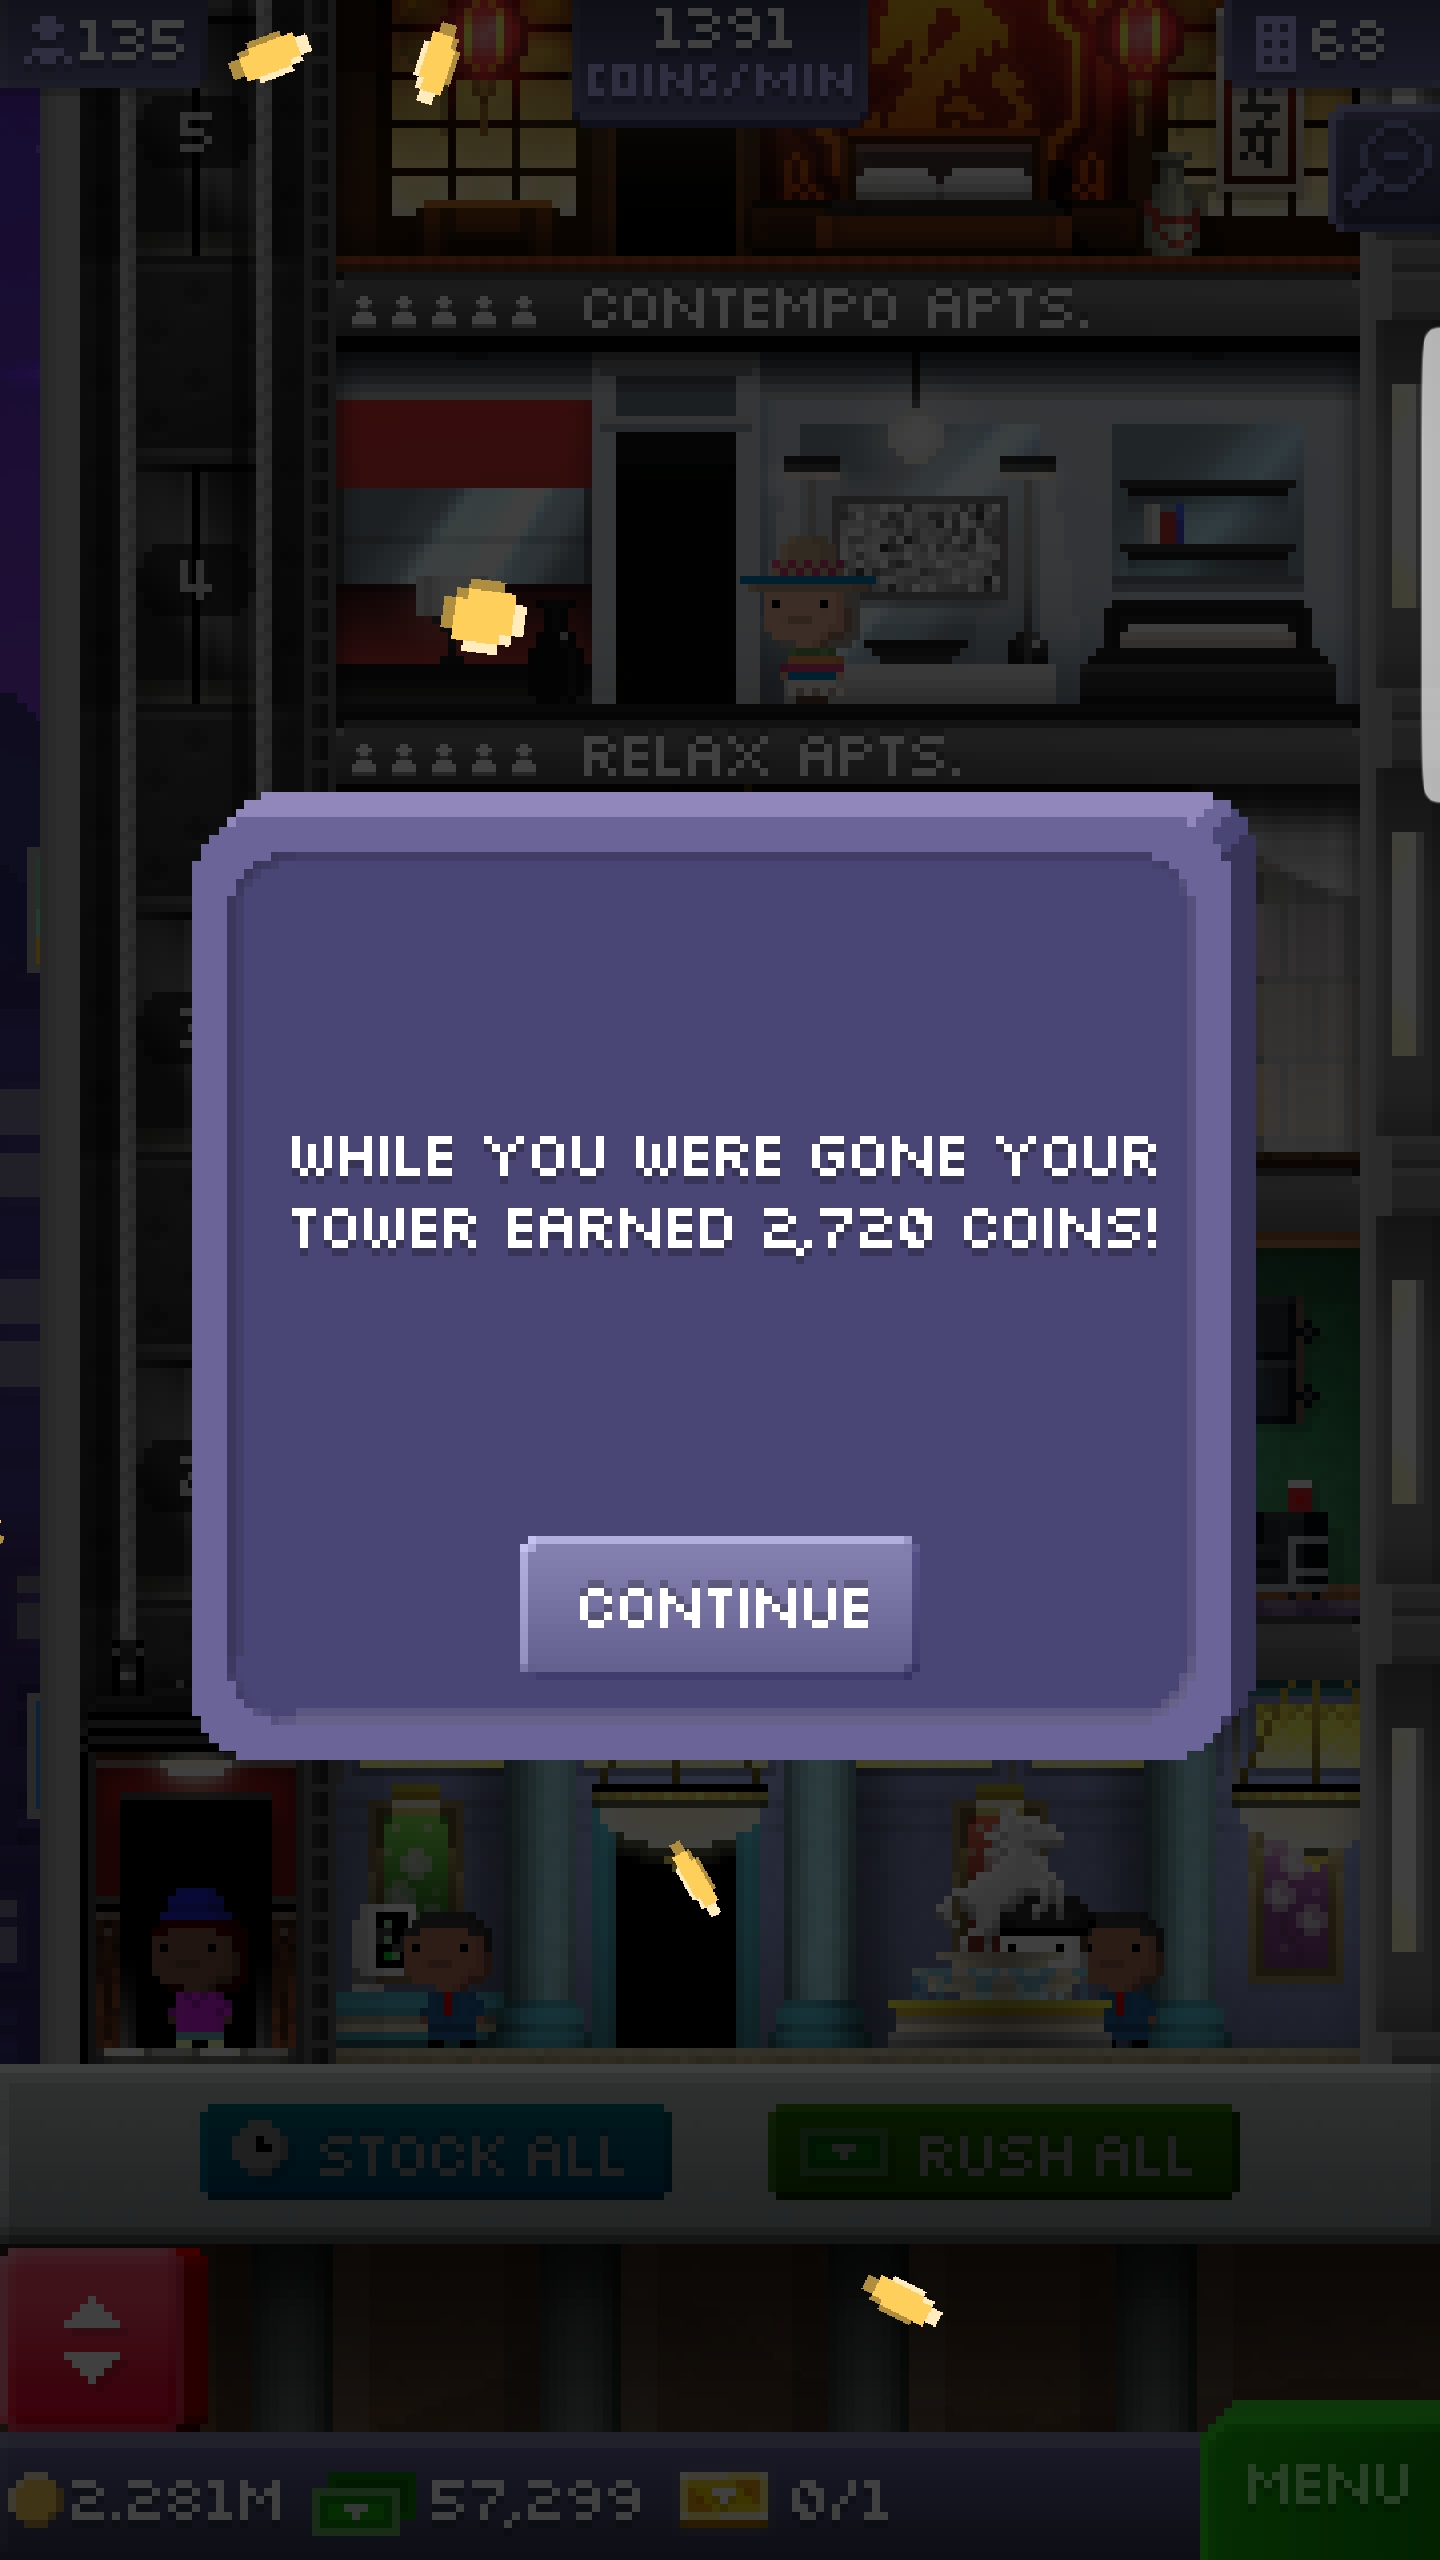 135
1391
COINS/MIN
68
5
CONTEMPO APTS.
4
RELAX APTS.
WHILE YOU WERE GONE YOUR
TOWER EARNED 2,720 COINS!
CONTINUE
STOCK ALL
RUSH ALL
2.281M
57,299
0/1
MENU